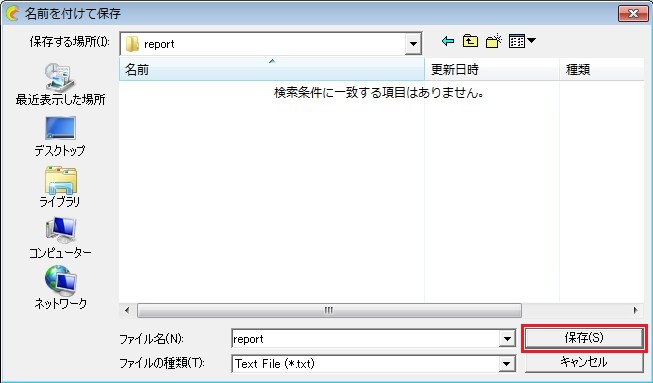 名前を付けて保存
保存する場所(I):
report
名前
更新日時
種類
検索条件に一致する項目はありません。
最近表示した場所
デスクトップ
ライブラリ
コンピューター
ネットワーク
ファイル名(N):
report
保存(S)
ファイルの種類(T):
Text File (*.txt)
キャンセル